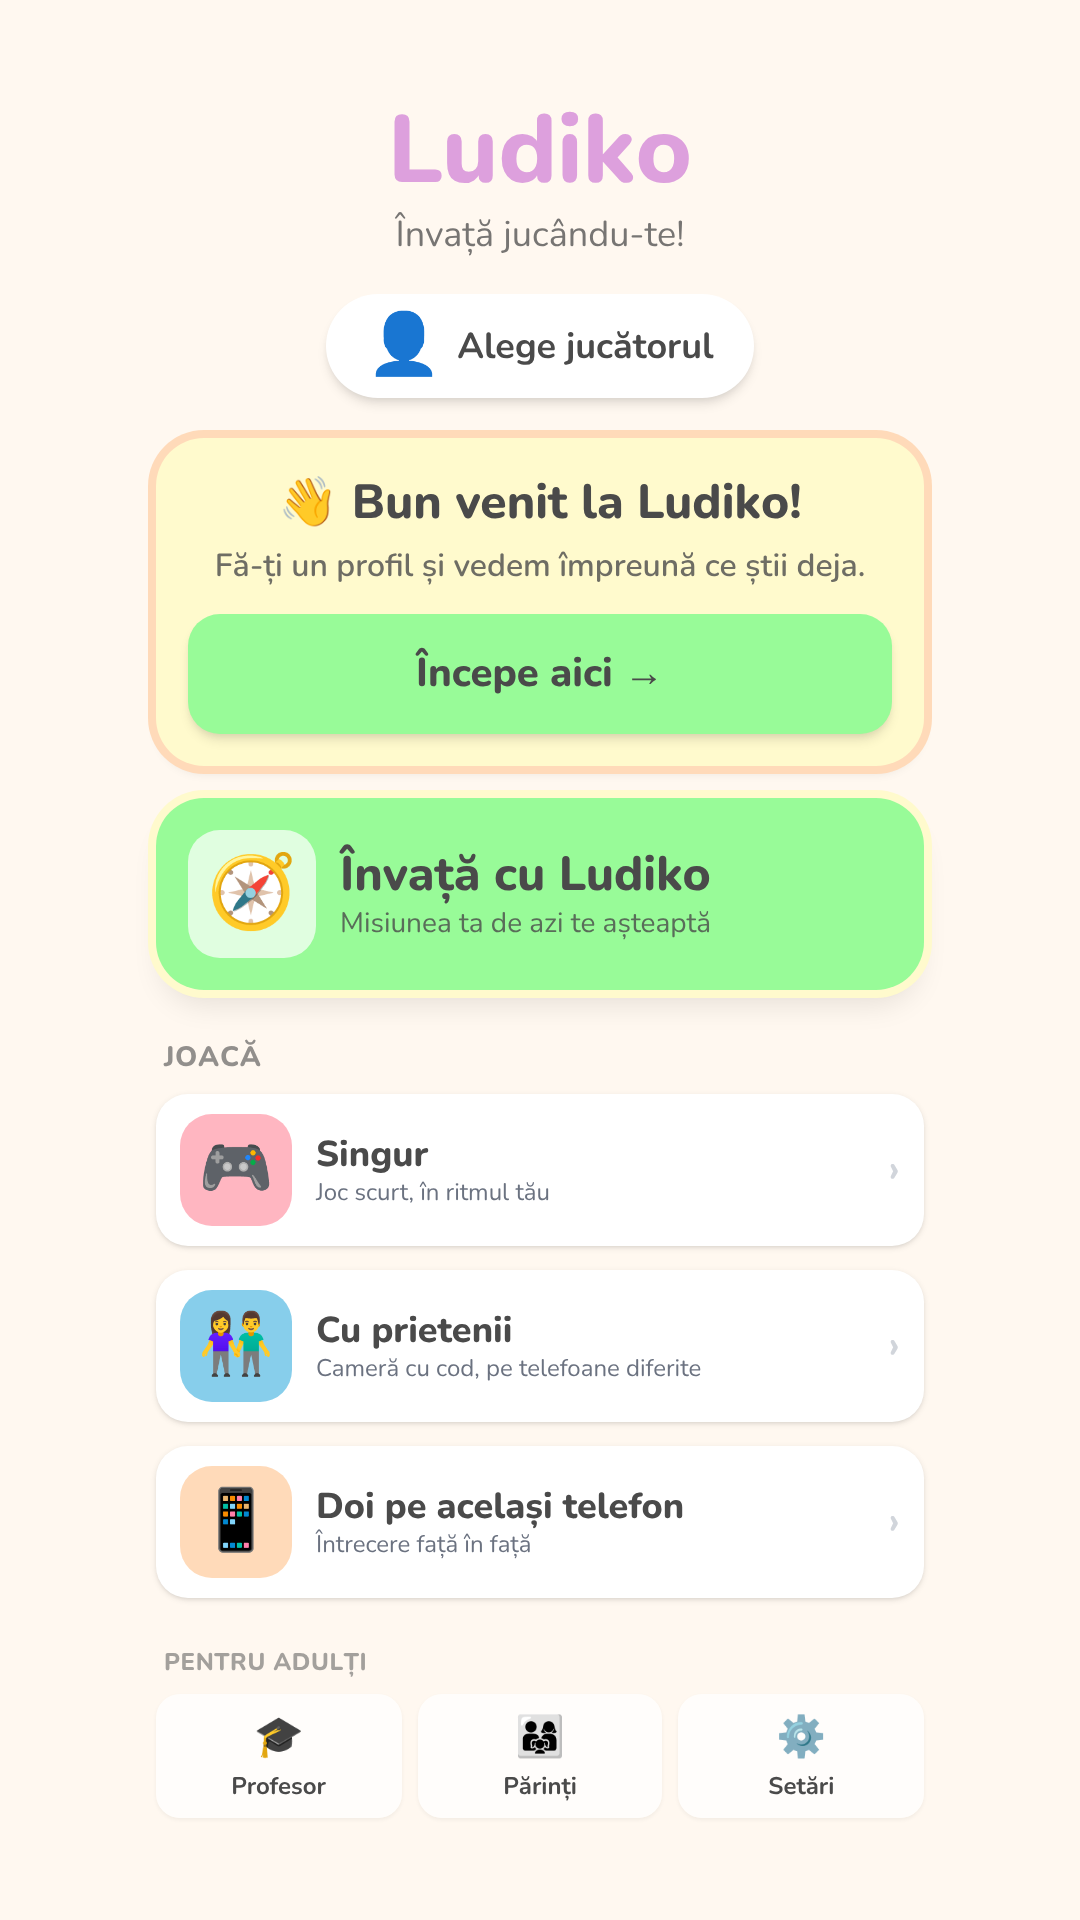 Ludiko
Învață jucându-te!
Alege jucătorul
Bun venit la Ludiko!
Fă-ți un profil și vedem împreună ce știi deja.
Începe aici →
Învață cu Ludiko
Misiunea ta de azi te așteaptă
JOACĂ
Singur
Joc scurt, în ritmul tău
Cu prietenii
Cameră cu cod, pe telefoane diferite
Doi pe același telefon
Întrecere față în față
PENTRU ADULȚI
Profesor
Părinți
Setări